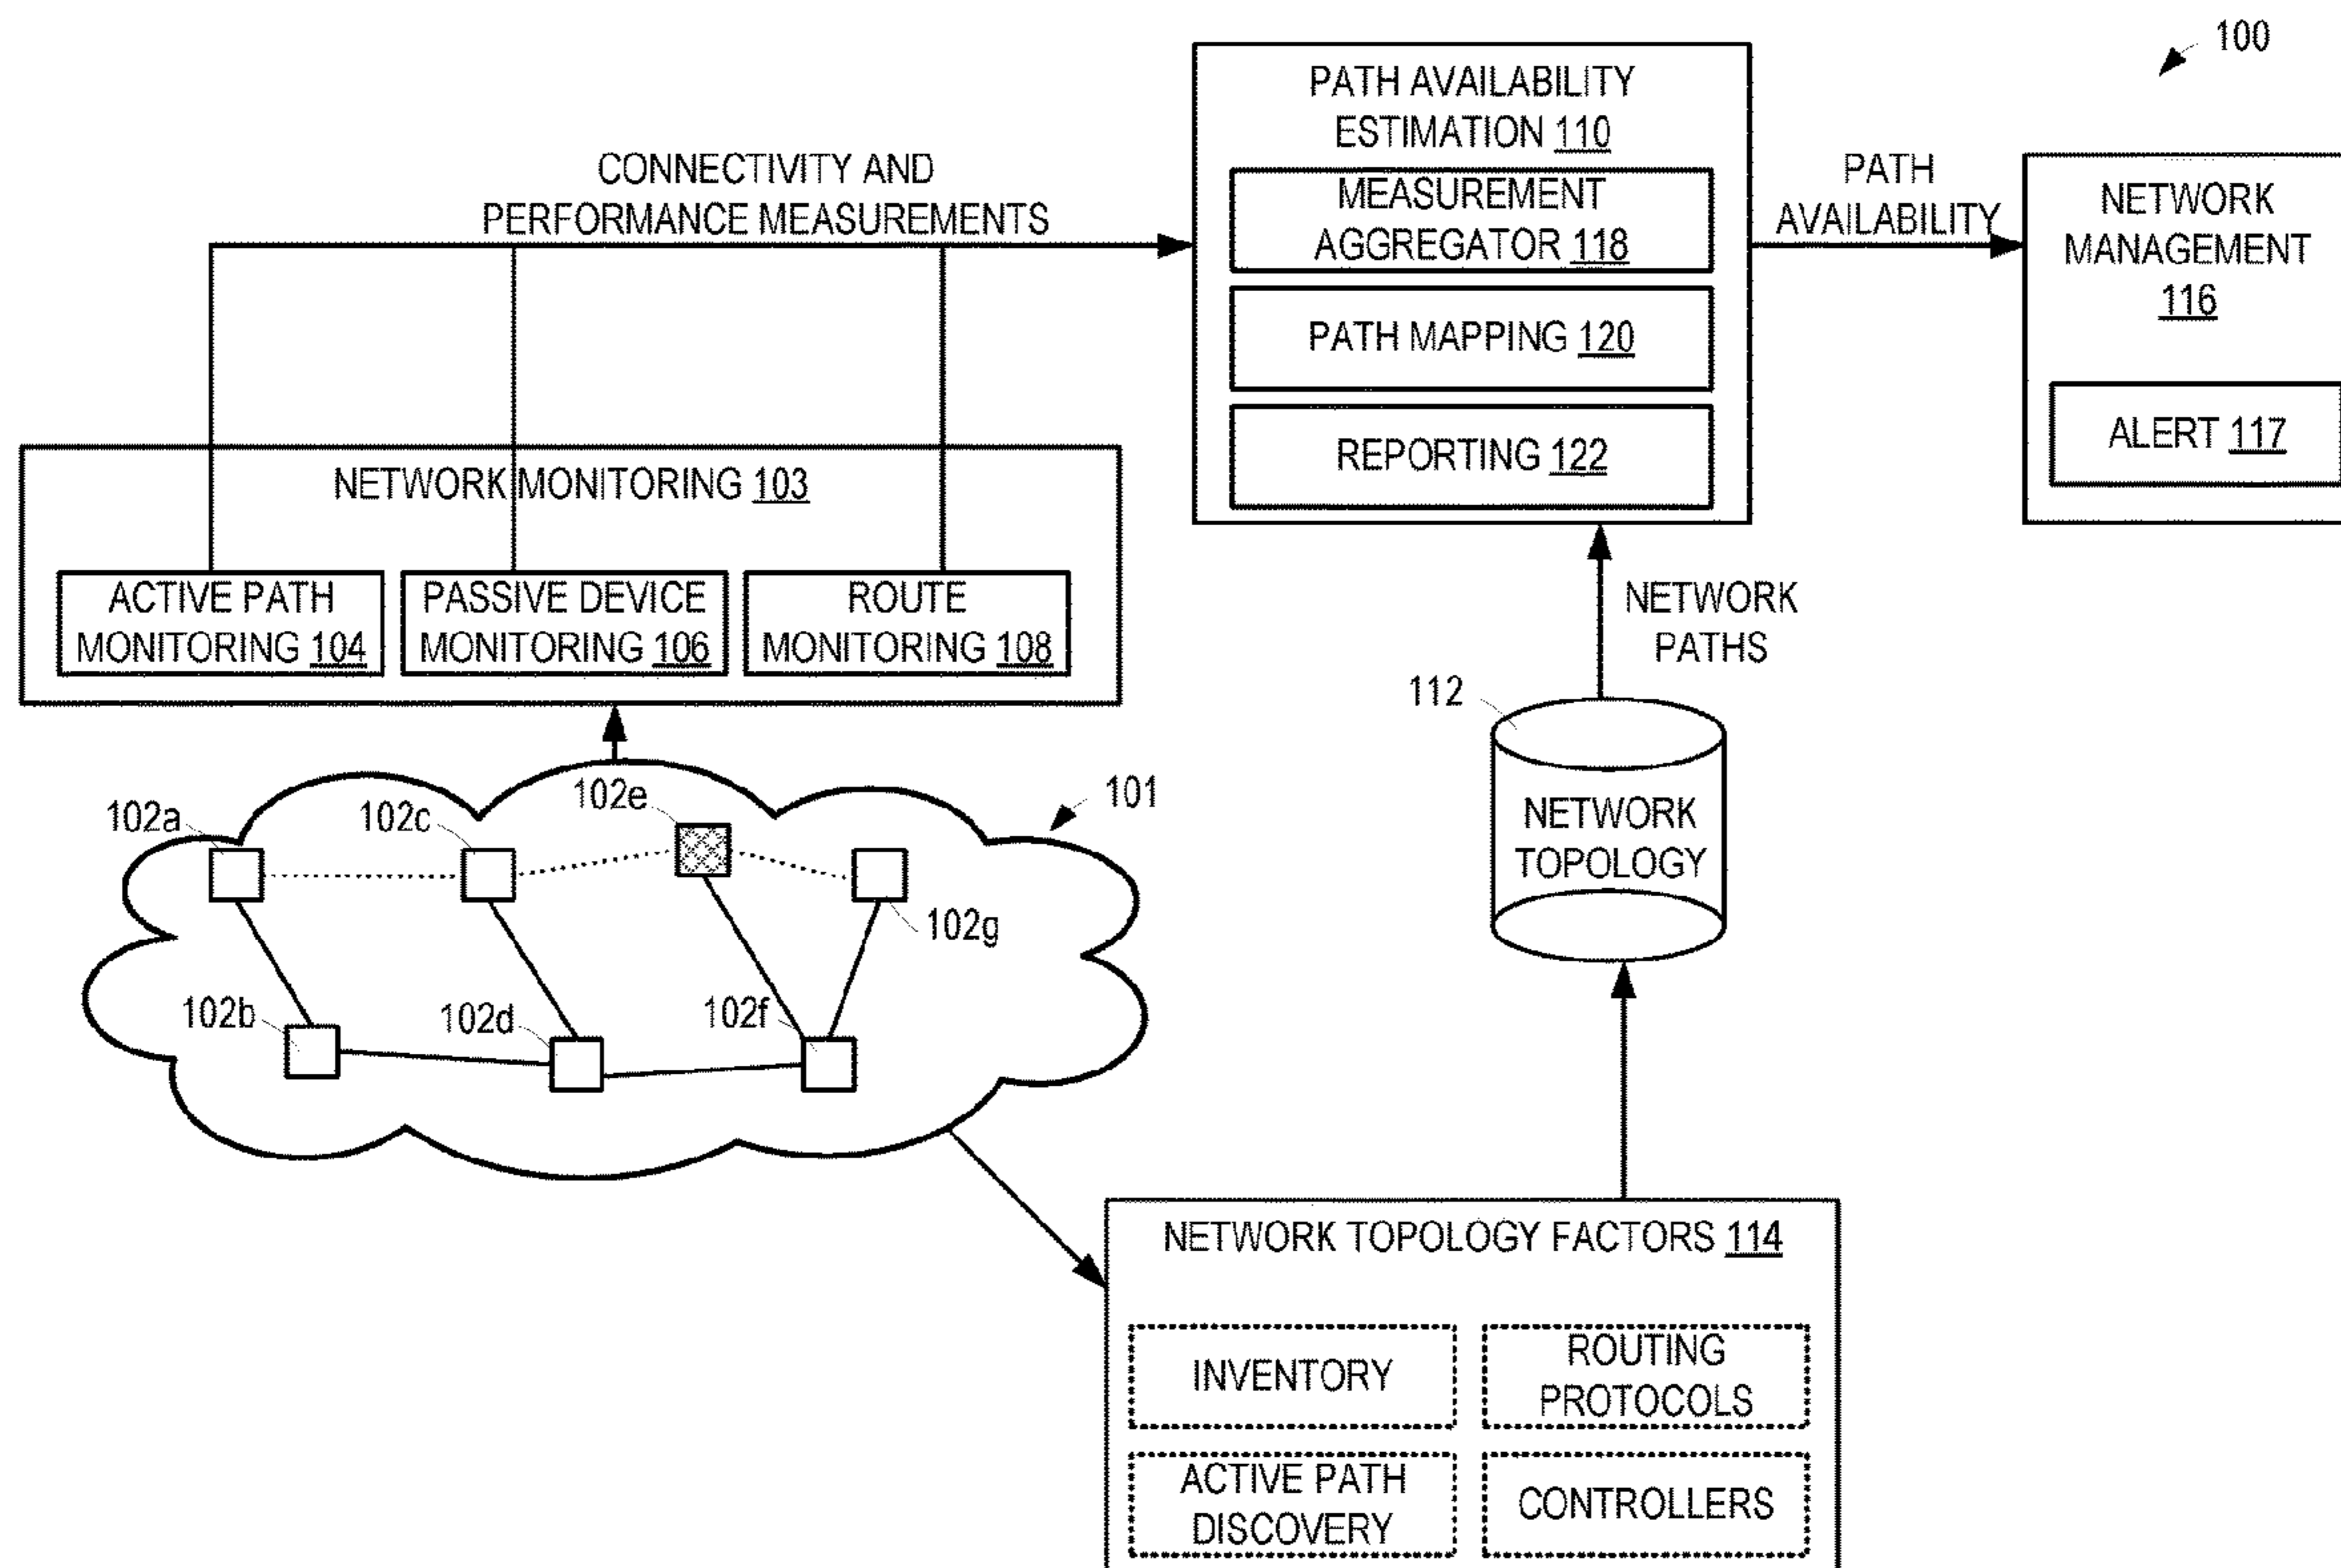 100
PATH AVAILABILITY
ESTIMATION 110
MEASUREMENT
AGGREGATOR 118
PATH MAPPING 120
REPORTING 122
CONNECTIVITY AND
PERFORMANCE MEASUREMENTS
PATH
AVAILABILITY
NETWORK
MANAGEMENT
116
ALERT 117
NETWORK MONITORING 103
ACTIVE PATH
MONITORING 104
PASSIVE DEVICE
MONITORING 106
ROUTE
MONITORING 108
NETWORK
PATHS
112
NETWORK
TOPOLOGY
101
102a
102c
102e
102g
102b
102d
102f
NETWORK TOPOLOGY FACTORS 114
INVENTORY
ROUTING
PROTOCOLS
ACTIVE PATH
DISCOVERY
CONTROLLERS